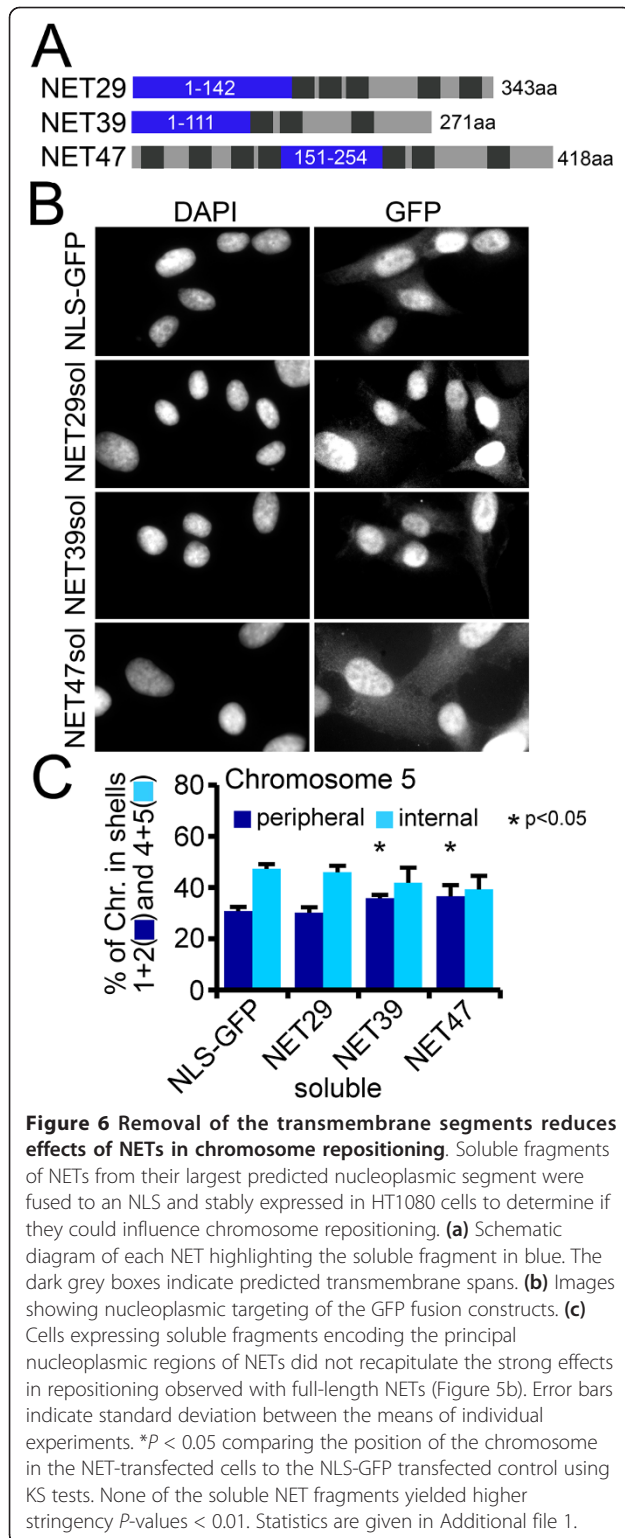 A
NET29 1-142 343aa
NET39 1-111 271aa
NET47 151-254 418aa
B
DAPI GFP
NLS-GFP
NET29sol
NET39sol
NET47sol
C
Chromosome 5
% of Chr. in shells
1+2( ) and 4+5( )
80
60
40
20
0
peripheral internal * p<0.05
* *
NLS-GFP NET29 NET39 NET47
soluble
Figure 6 Removal of the transmembrane segments reduces
effects of NETs in chromosome repositioning. Soluble fragments
of NETs from their largest predicted nucleoplasmic segment were
fused to an NLS and stably expressed in HT1080 cells to determine if
they could influence chromosome repositioning. (a) Schematic
diagram of each NET highlighting the soluble fragment in blue. The
dark grey boxes indicate predicted transmembrane spans. (b) Images
showing nucleoplasmic targeting of the GFP fusion constructs. (c)
Cells expressing soluble fragments encoding the principal
nucleoplasmic regions of NETs did not recapitulate the strong effects
in repositioning observed with full-length NETs (Figure 5b). Error bars
indicate standard deviation between the means of individual
experiments. *P < 0.05 comparing the position of the chromosome
in the NET-transfected cells to the NLS-GFP transfected control using
KS tests. None of the soluble NET fragments yielded higher
stringency P-values < 0.01. Statistics are given in Additional file 1.